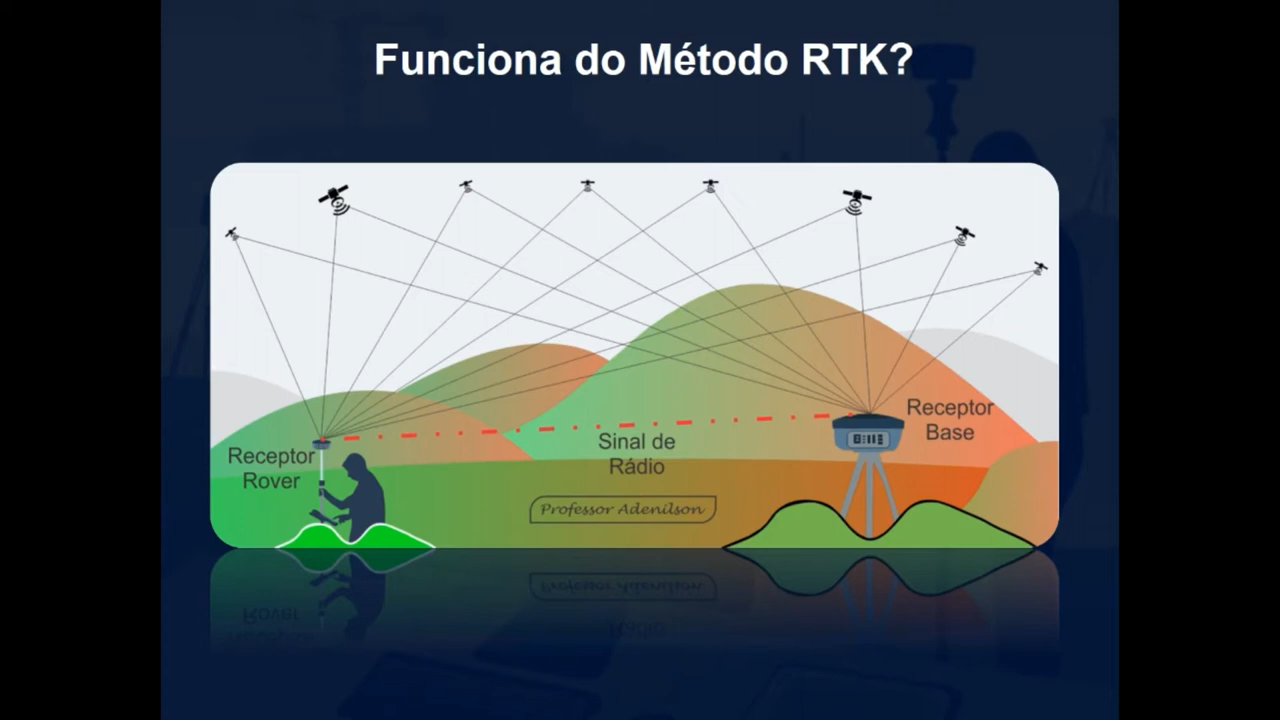 Funciona do Método RTK?
Receptor
Base
Sinal de
Rádio
Receptor
Rover
Professor Adenilson